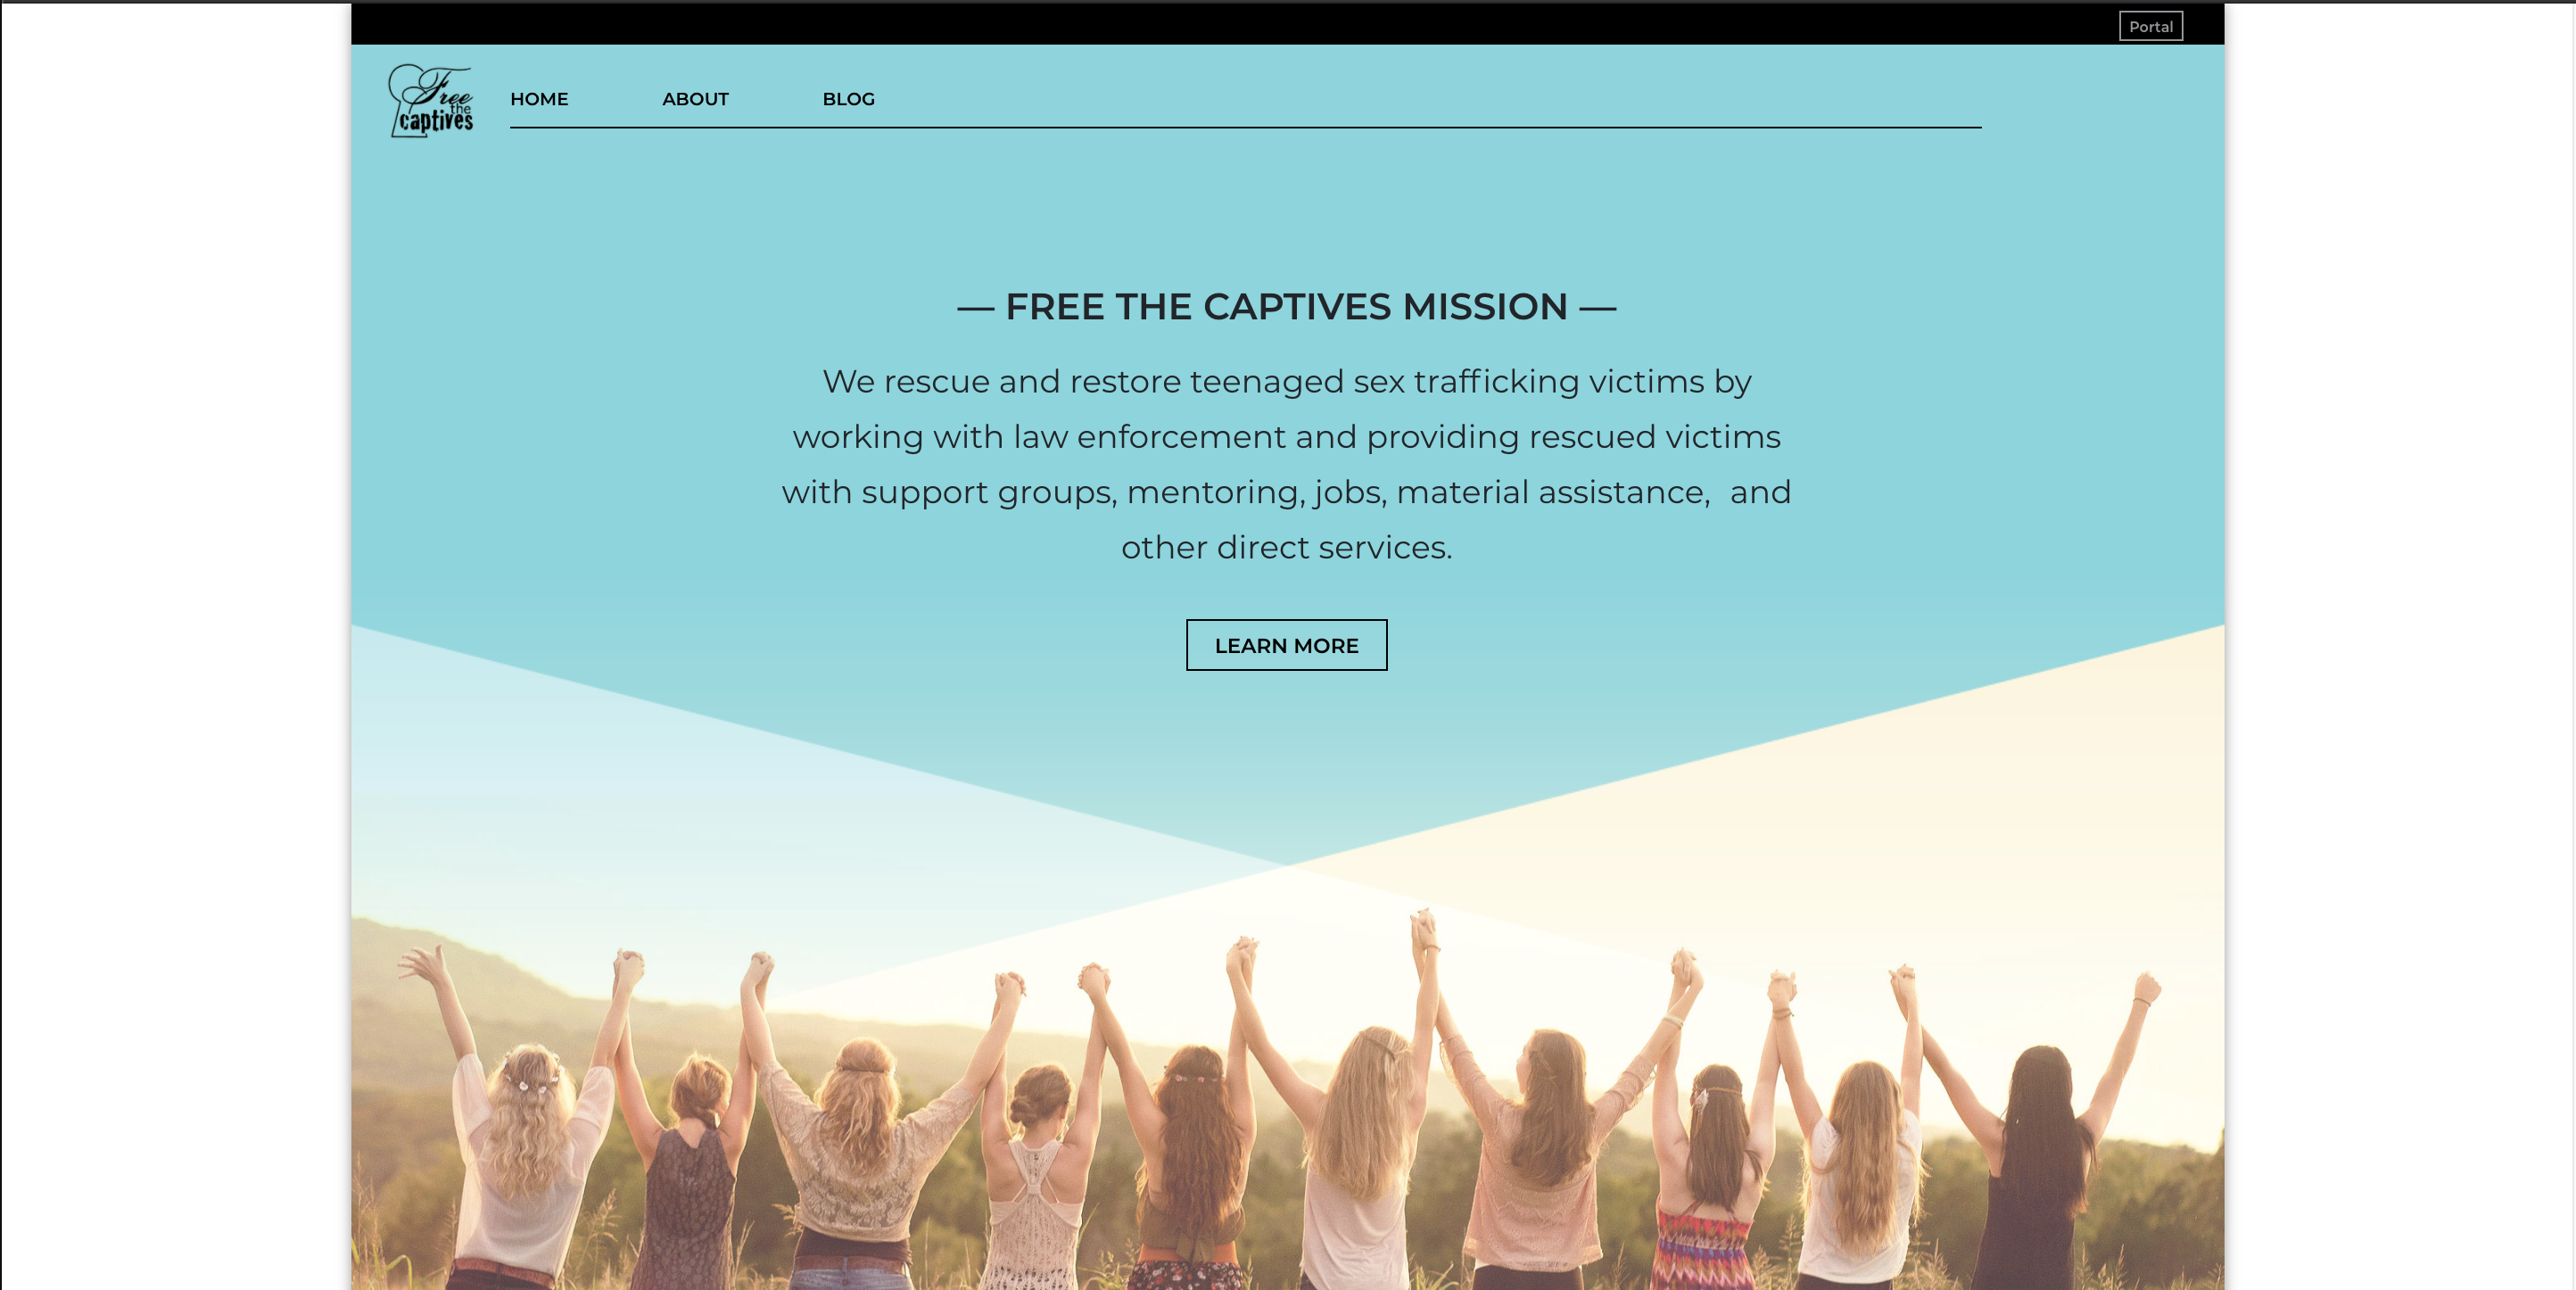 Portal
Free
the
captives
HOME
ABOUT
BLOG
— FREE THE CAPTIVES MISSION —
We rescue and restore teenaged sex trafficking victims by
working with law enforcement and providing rescued victims
with support groups, mentoring, jobs, material assistance,  and
other direct services.
LEARN MORE